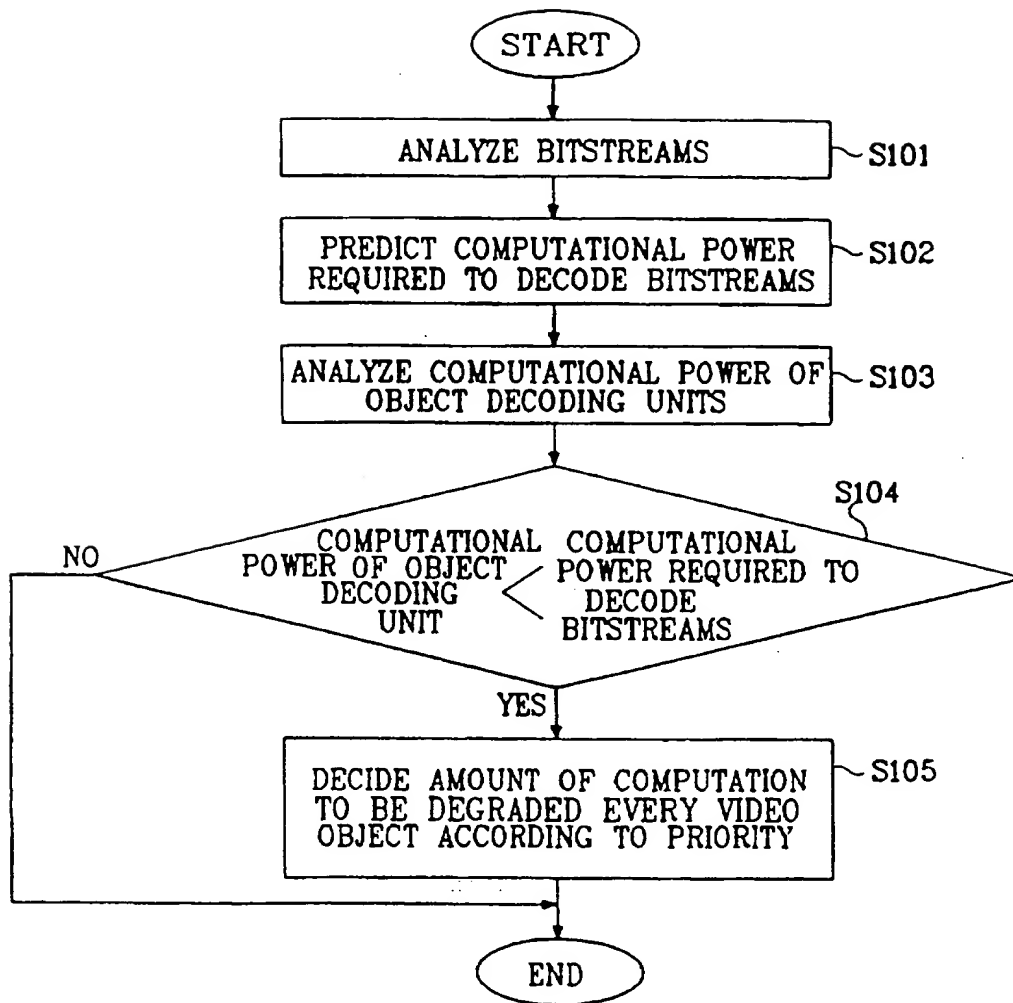 START
ANALYZE BITSTREAMS
S101
PREDICT COMPUTATIONAL POWER
REQUIRED TO DECODE BITSTREAMS
S102
ANALYZE COMPUTATIONAL POWER OF
OBJECT DECODING UNITS
S103
S104
NO
COMPUTATIONAL
POWER OF OBJECT
DECODING
UNIT
<
COMPUTATIONAL
POWER REQUIRED TO
DECODE
BITSTREAMS
YES
DECIDE AMOUNT OF COMPUTATION
TO BE DEGRADED EVERY VIDEO
OBJECT ACCORDING TO PRIORITY
S105
END